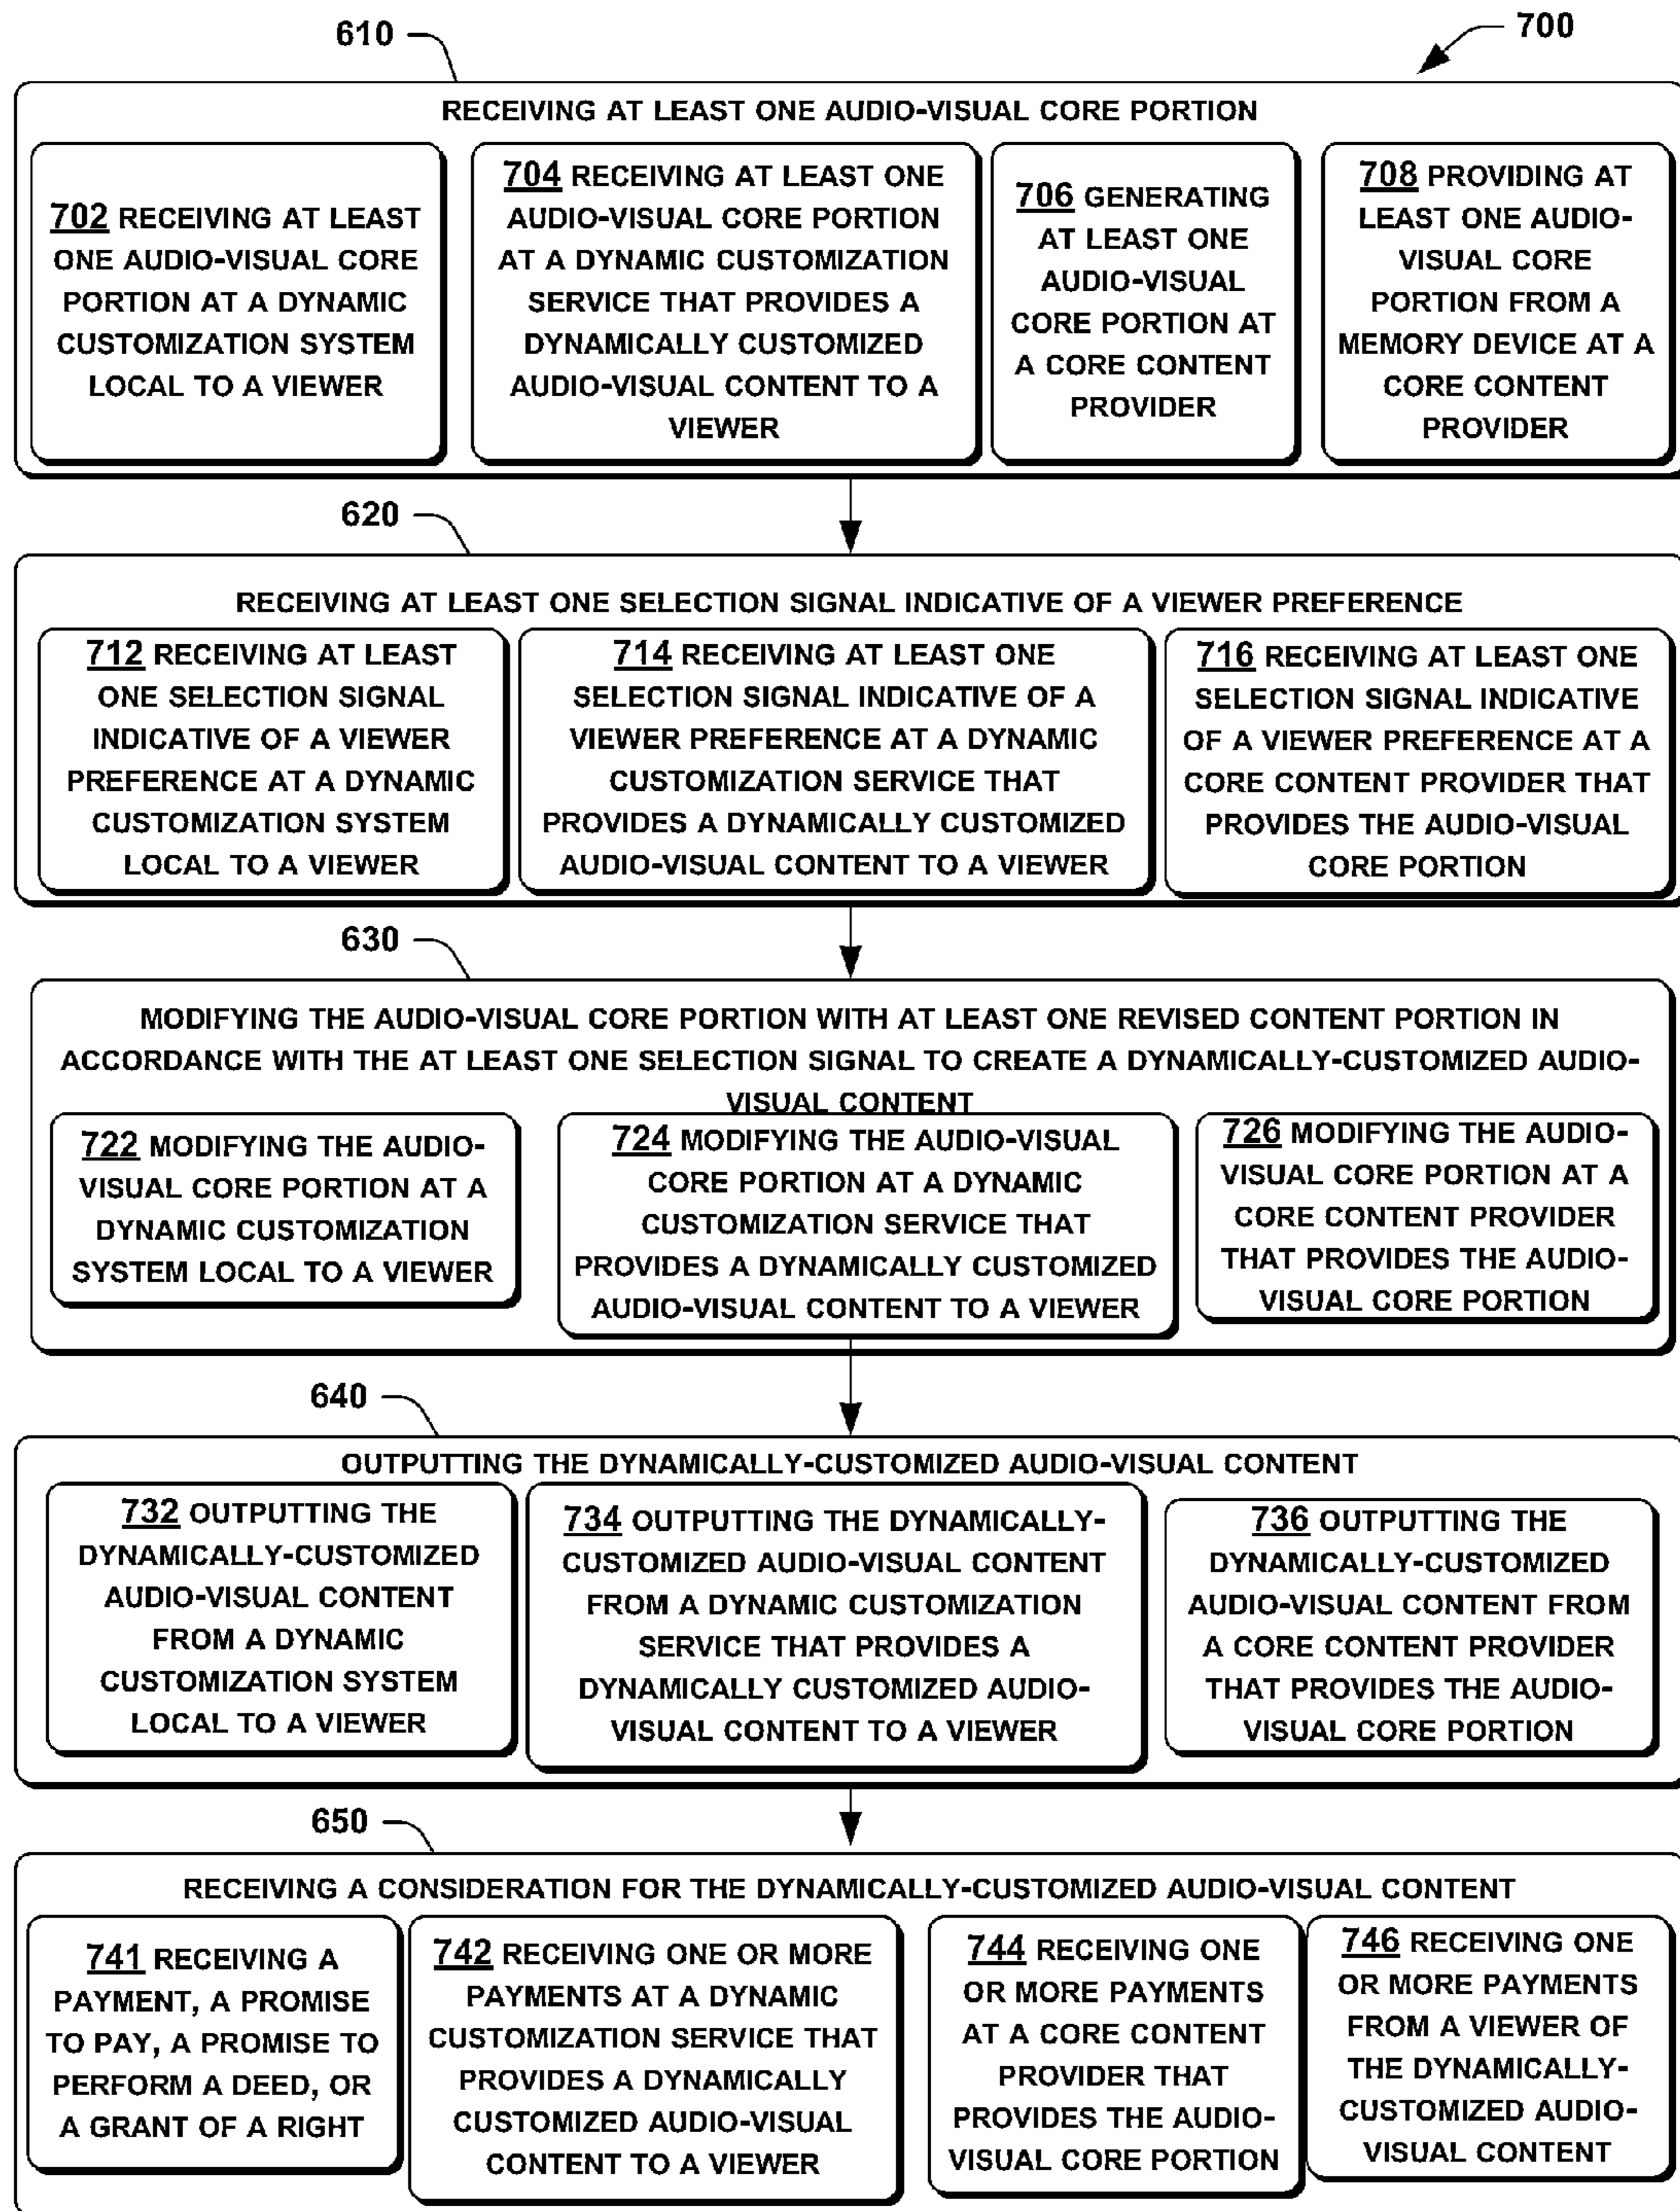 610
700
RECEIVING AT LEAST ONE AUDIO-VISUAL CORE PORTION
702 RECEIVING AT LEAST
ONE AUDIO-VISUAL CORE
PORTION AT A DYNAMIC
CUSTOMIZATION SYSTEM
LOCAL TO A VIEWER
704 RECEIVING AT LEAST ONE
AUDIO-VISUAL CORE PORTION
AT A DYNAMIC CUSTOMIZATION
SERVICE THAT PROVIDES A
DYNAMICALLY CUSTOMIZED
AUDIO-VISUAL CONTENT TO A
VIEWER
706 GENERATING
AT LEAST ONE
AUDIO-VISUAL
CORE PORTION AT
A CORE CONTENT
PROVIDER
708 PROVIDING AT
LEAST ONE AUDIO-
VISUAL CORE
PORTION FROM A
MEMORY DEVICE AT A
CORE CONTENT
PROVIDER
620
RECEIVING AT LEAST ONE SELECTION SIGNAL INDICATIVE OF A VIEWER PREFERENCE
712 RECEIVING AT LEAST
ONE SELECTION SIGNAL
INDICATIVE OF A VIEWER
PREFERENCE AT A DYNAMIC
CUSTOMIZATION SYSTEM
LOCAL TO A VIEWER
714 RECEIVING AT LEAST ONE
SELECTION SIGNAL INDICATIVE OF A
VIEWER PREFERENCE AT A DYNAMIC
CUSTOMIZATION SERVICE THAT
PROVIDES A DYNAMICALLY CUSTOMIZED
AUDIO-VISUAL CONTENT TO A VIEWER
716 RECEIVING AT LEAST ONE
SELECTION SIGNAL INDICATIVE
OF A VIEWER PREFERENCE AT A
CORE CONTENT PROVIDER THAT
PROVIDES THE AUDIO-VISUAL
CORE PORTION
630
MODIFYING THE AUDIO-VISUAL CORE PORTION WITH AT LEAST ONE REVISED CONTENT PORTION IN
ACCORDANCE WITH THE AT LEAST ONE SELECTION SIGNAL TO CREATE A DYNAMICALLY-CUSTOMIZED AUDIO-
VISUAL CONTENT
722 MODIFYING THE AUDIO-
VISUAL CORE PORTION AT A
DYNAMIC CUSTOMIZATION
SYSTEM LOCAL TO A VIEWER
724 MODIFYING THE AUDIO-VISUAL
CORE PORTION AT A DYNAMIC
CUSTOMIZATION SERVICE THAT
PROVIDES A DYNAMICALLY CUSTOMIZED
AUDIO-VISUAL CONTENT TO A VIEWER
726 MODIFYING THE AUDIO-
VISUAL CORE PORTION AT A
CORE CONTENT PROVIDER
THAT PROVIDES THE AUDIO-
VISUAL CORE PORTION
640
OUTPUTTING THE DYNAMICALLY-CUSTOMIZED AUDIO-VISUAL CONTENT
732 OUTPUTTING THE
DYNAMICALLY-CUSTOMIZED
AUDIO-VISUAL CONTENT
FROM A DYNAMIC
CUSTOMIZATION SYSTEM
LOCAL TO A VIEWER
734 OUTPUTTING THE DYNAMICALLY-
CUSTOMIZED AUDIO-VISUAL CONTENT
FROM A DYNAMIC CUSTOMIZATION
SERVICE THAT PROVIDES A
DYNAMICALLY CUSTOMIZED AUDIO-
VISUAL CONTENT TO A VIEWER
736 OUTPUTTING THE
DYNAMICALLY-CUSTOMIZED
AUDIO-VISUAL CONTENT FROM
A CORE CONTENT PROVIDER
THAT PROVIDES THE AUDIO-
VISUAL CORE PORTION
650
RECEIVING A CONSIDERATION FOR THE DYNAMICALLY-CUSTOMIZED AUDIO-VISUAL CONTENT
741 RECEIVING A
PAYMENT, A PROMISE
TO PAY, A PROMISE TO
PERFORM A DEED, OR
A GRANT OF A RIGHT
742 RECEIVING ONE OR MORE
PAYMENTS AT A DYNAMIC
CUSTOMIZATION SERVICE THAT
PROVIDES A DYNAMICALLY
CUSTOMIZED AUDIO-VISUAL
CONTENT TO A VIEWER
744 RECEIVING ONE
OR MORE PAYMENTS
AT A CORE CONTENT
PROVIDER THAT
PROVIDES THE AUDIO-
VISUAL CORE PORTION
746 RECEIVING ONE
OR MORE PAYMENTS
FROM A VIEWER OF
THE DYNAMICALLY-
CUSTOMIZED AUDIO-
VISUAL CONTENT